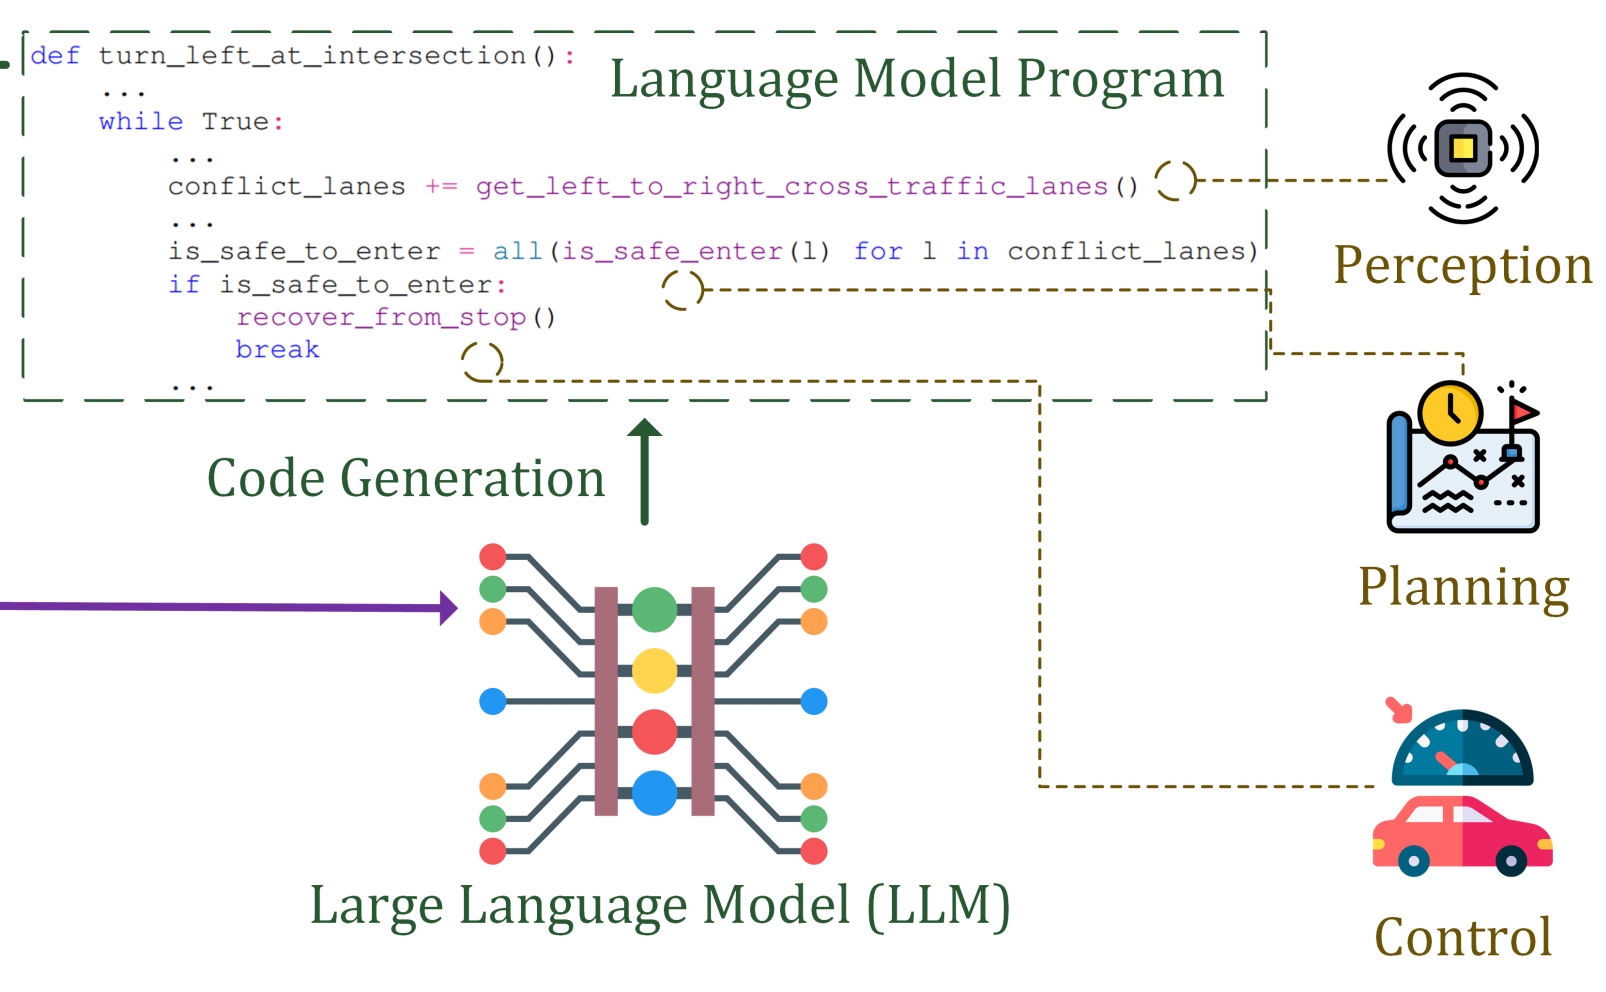 def turn_left_at_intersection():
Language Model Program
    ...
    while True:
        ...
        conflict_lanes += get_left_to_right_cross_traffic_lanes()
        ...
        is_safe_to_enter = all(is_safe_enter(l) for l in conflict_lanes)
        if is_safe_to_enter:
            recover_from_stop()
            break
        ...
Perception
Code Generation
Planning
Large Language Model (LLM)
Control